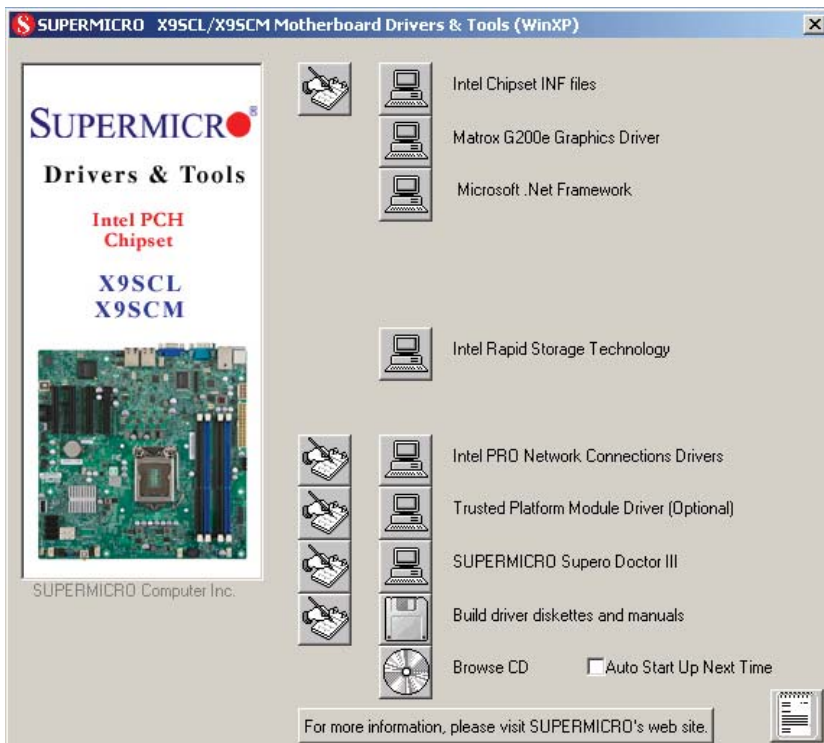 SUPERMICRO X9SCL/X9SCM Motherboard Drivers & Tools (WinXP)
SUPERMICRO®
Drivers & Tools
Intel PCH
Chipset
X9SCL
X9SCM
SUPERMICRO Computer Inc.
Intel Chipset INF files
Matrox G200e Graphics Driver
Microsoft .Net Framework
Intel Rapid Storage Technology
Intel PRO Network Connections Drivers
Trusted Platform Module Driver (Optional)
SUPERMICRO Supero Doctor III
Build driver diskettes and manuals
Browse CD
Auto Start Up Next Time
For more information, please visit SUPERMICRO's web site.